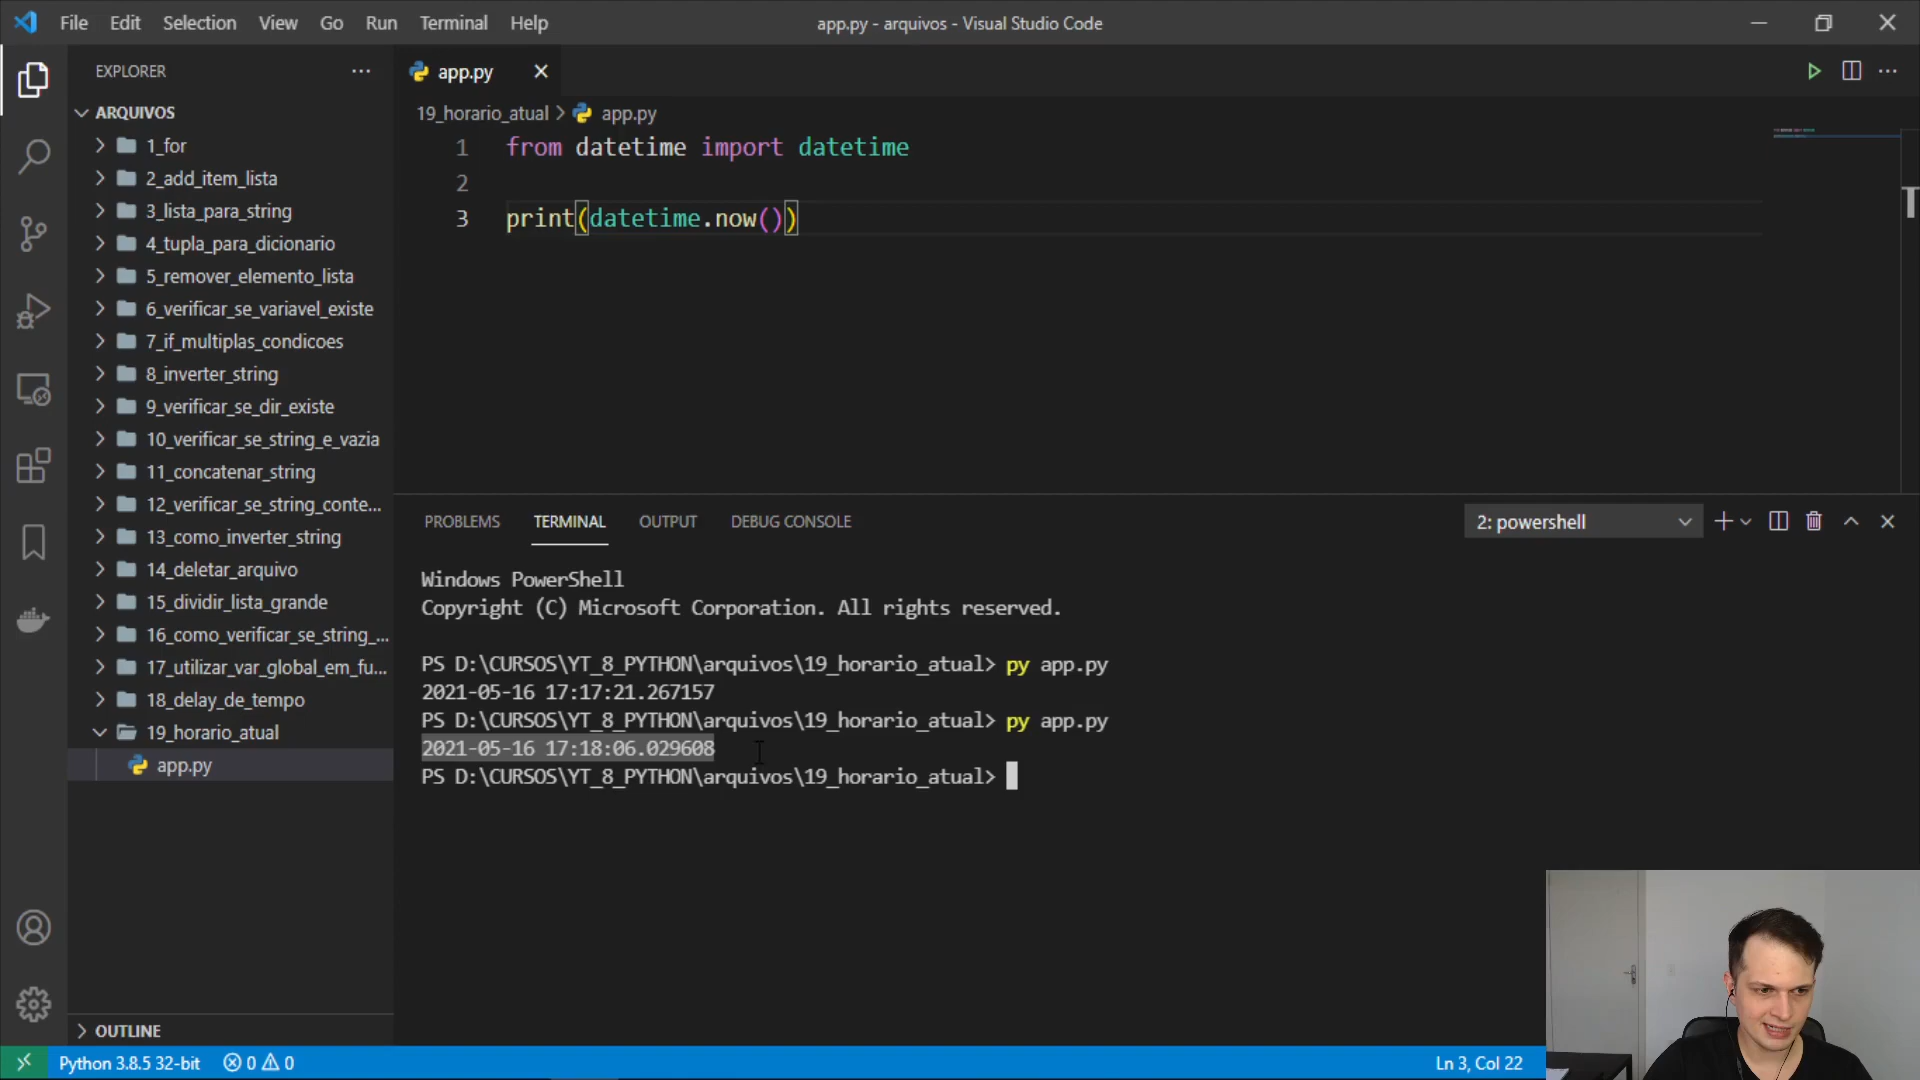 File Edit Selection View Go Run Terminal Help
app.py - arquivos - Visual Studio Code
EXPLORER
app.py
ARQUIVOS
19_horario_atual > app.py
1_for
2_add_item_lista
3_lista_para_string
4_tupla_para_dicionario
5_remover_elemento_lista
6_verificar_se_variavel_existe
7_if_multiplas_condicoes
8_inverter_string
9_verificar_se_dir_existe
10_verificar_se_string_e_vazia
11_concatenar_string
12_verificar_se_string_conte...
13_como_inverter_string
14_deletar_arquivo
15_dividir_lista_grande
16_como_verificar_se_string_...
17_utilizar_var_global_em_fu...
18_delay_de_tempo
19_horario_atual
app.py
OUTLINE
1 from datetime import datetime
2
3 print(datetime.now())
PROBLEMS TERMINAL OUTPUT DEBUG CONSOLE
2: powershell
Windows PowerShell
Copyright (C) Microsoft Corporation. All rights reserved.
PS D:\CURSOS\YT_8_PYTHON\arquivos\19_horario_atual> py app.py
2021-05-16 17:17:21.267157
PS D:\CURSOS\YT_8_PYTHON\arquivos\19_horario_atual> py app.py
2021-05-16 17:18:06.029608
PS D:\CURSOS\YT_8_PYTHON\arquivos\19_horario_atual>
Python 3.8.5 32-bit 0 0
Ln 3, Col 22